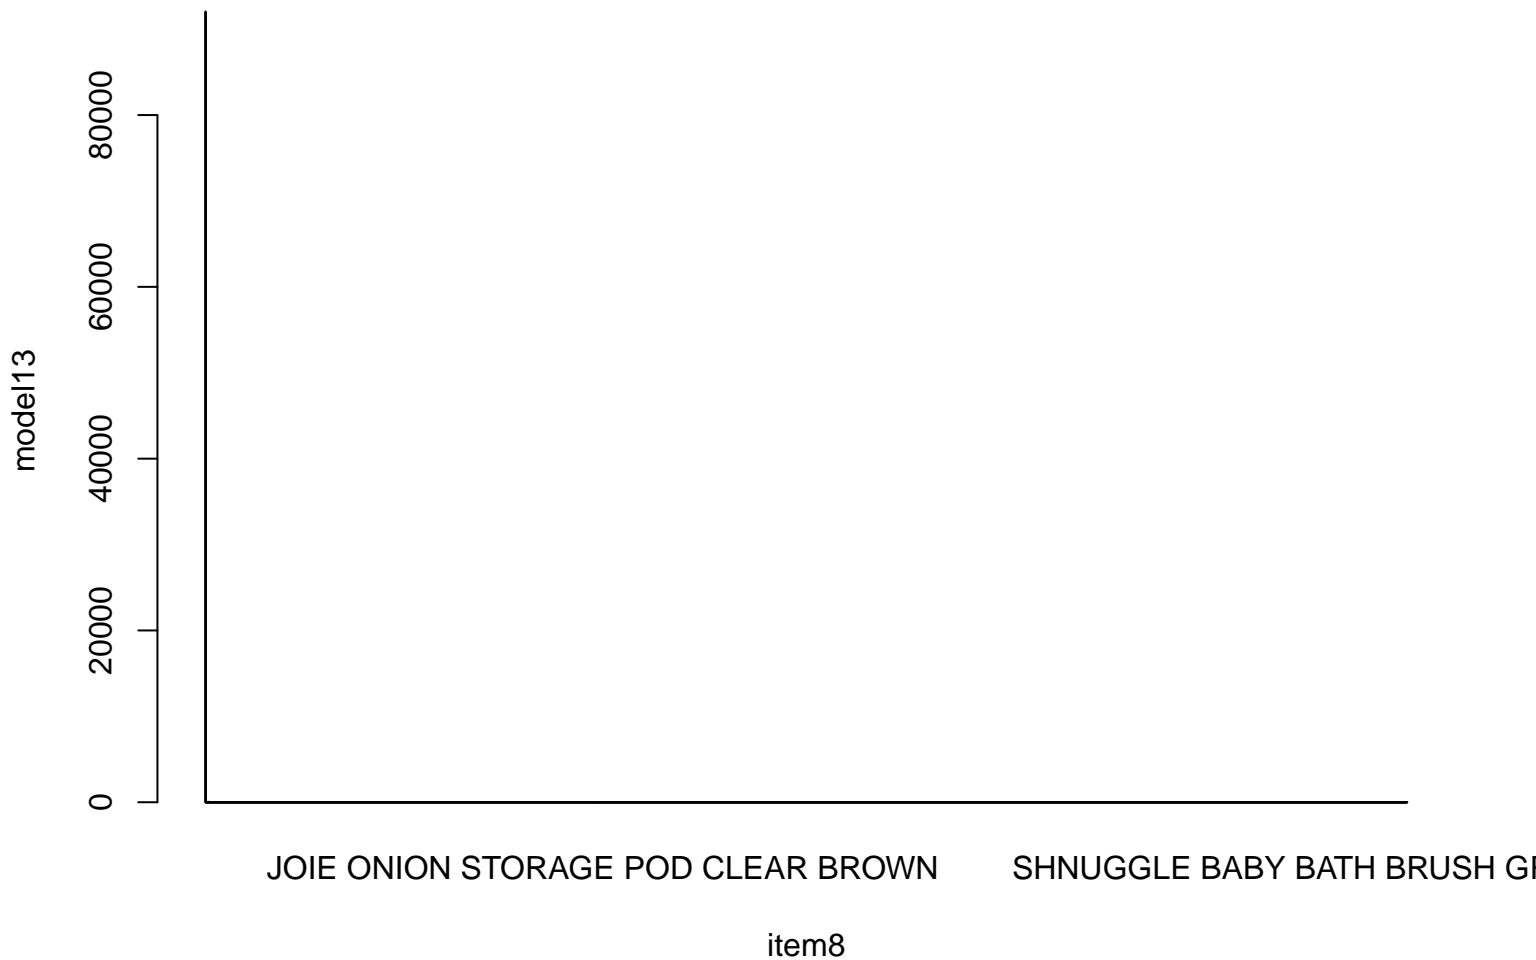 80000
60000
40000
20000
0
model13
JOIE ONION STORAGE POD CLEAR BROWN
SHNUGGLE BABY BATH BRUSH
item8